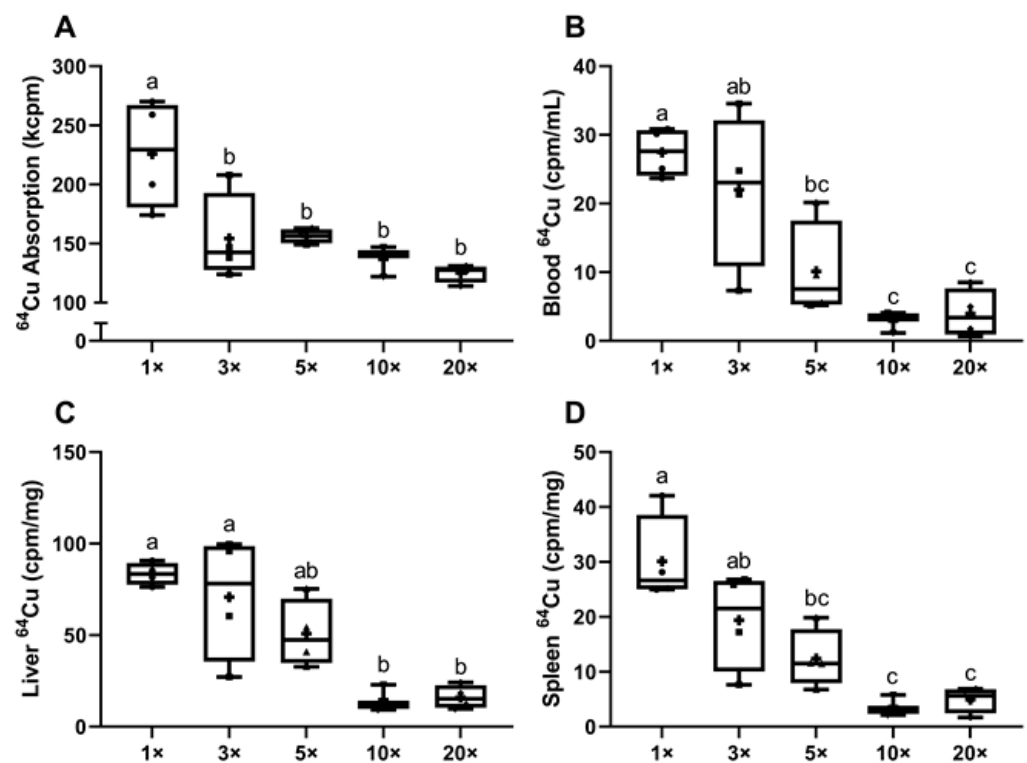 A
⁶⁴Cu Absorption (kcpm)
300
250
200
150
100
0
a
b
b
b
b
1× 3× 5× 10× 20×
B
Blood ⁶⁴Cu (cpm/mL)
40
30
20
10
0
a
ab
bc
c
c
1× 3× 5× 10× 20×
C
Liver ⁶⁴Cu (cpm/mg)
150
100
50
0
a
a
ab
b
b
1× 3× 5× 10× 20×
D
Spleen ⁶⁴Cu (cpm/mg)
50
40
30
20
10
0
a
ab
bc
c
c
1× 3× 5× 10× 20×